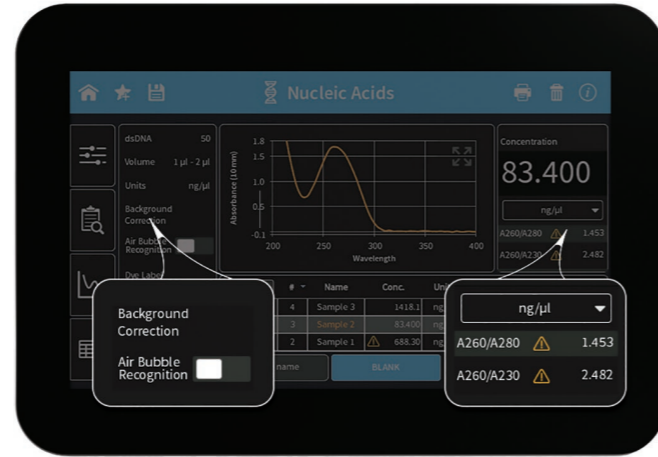 Nucleic Acids
dsDNA 50
Volume 1 µl - 2 µl
Units ng/µl
Background
Correction
Air Bubble
Recognition
Dye Label
Absorbance (10 mm)
1.8
1.5
1.0
0.5
-0.1
200 250 300 350 400
Wavelength
Concentration
83.400
ng/µl
A260/A280 1.453
A260/A230 2.482
# Name Conc.
4 Sample 3 1418.1
3 Sample 2 83.400
2 Sample 1 688.30
name
BLANK
Background
Correction
Air Bubble
Recognition
ng/µl
A260/A280 1.453
A260/A230 2.482